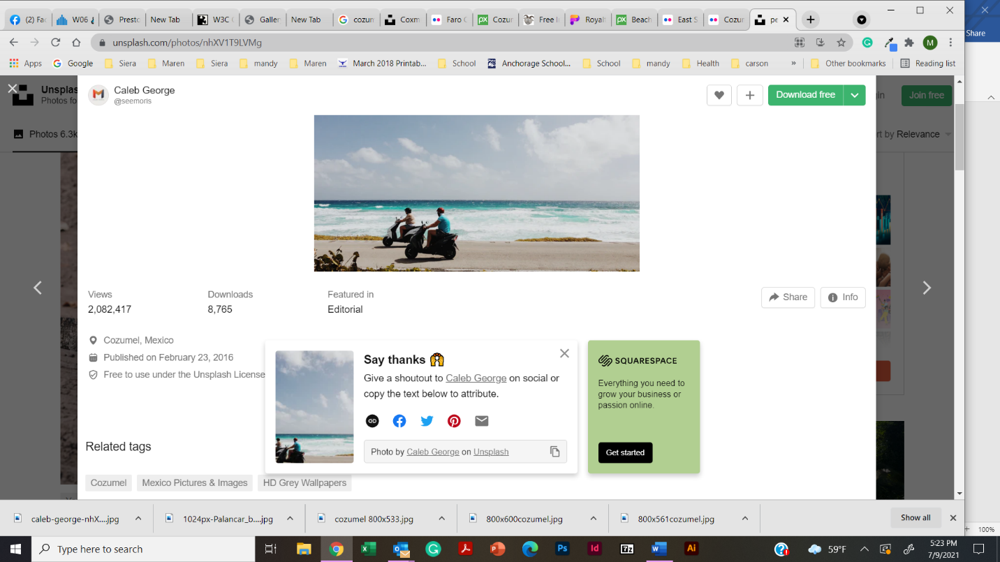 (2) Fac
W06 &
Presto
New Tab
W3C (
Galler
New Tab
cozun
Coxm
Faro C
Cozur
Free I
Royal
Beach
East S
Cozur
pe
Share
unsplash.com/photos/nhXV1T9LVMg
M
Apps
Google
Siera
Maren
Siera
mandy
Maren
March 2018 Printab...
School
Anchorage School...
School
mandy
Health
carson
»
Other bookmarks
Reading list
Unsplas
Photos fo
Caleb George
@seemoris
Download free
gin
Join free
Photos 6.3k
rt by Relevance
Views
2,082,417
Downloads
8,765
Featured in
Editorial
Share
Info
Cozumel, Mexico
Published on February 23, 2016
Free to use under the Unsplash License
Say thanks 🙌
Give a shoutout to Caleb George on social or
copy the text below to attribute.
Photo by Caleb George on Unsplash
SQUARESPACE
Everything you need to
grow your business or
passion online.
Get started
Related tags
Cozumel
Mexico Pictures & Images
HD Grey Wallpapers
caleb-george-nhX....jpg
1024px-Palancar_b....jpg
cozumel 800x533.jpg
800x600cozumel.jpg
800x561cozumel.jpg
Show all
100%
Type here to search
59°F
5:23 PM
7/9/2021